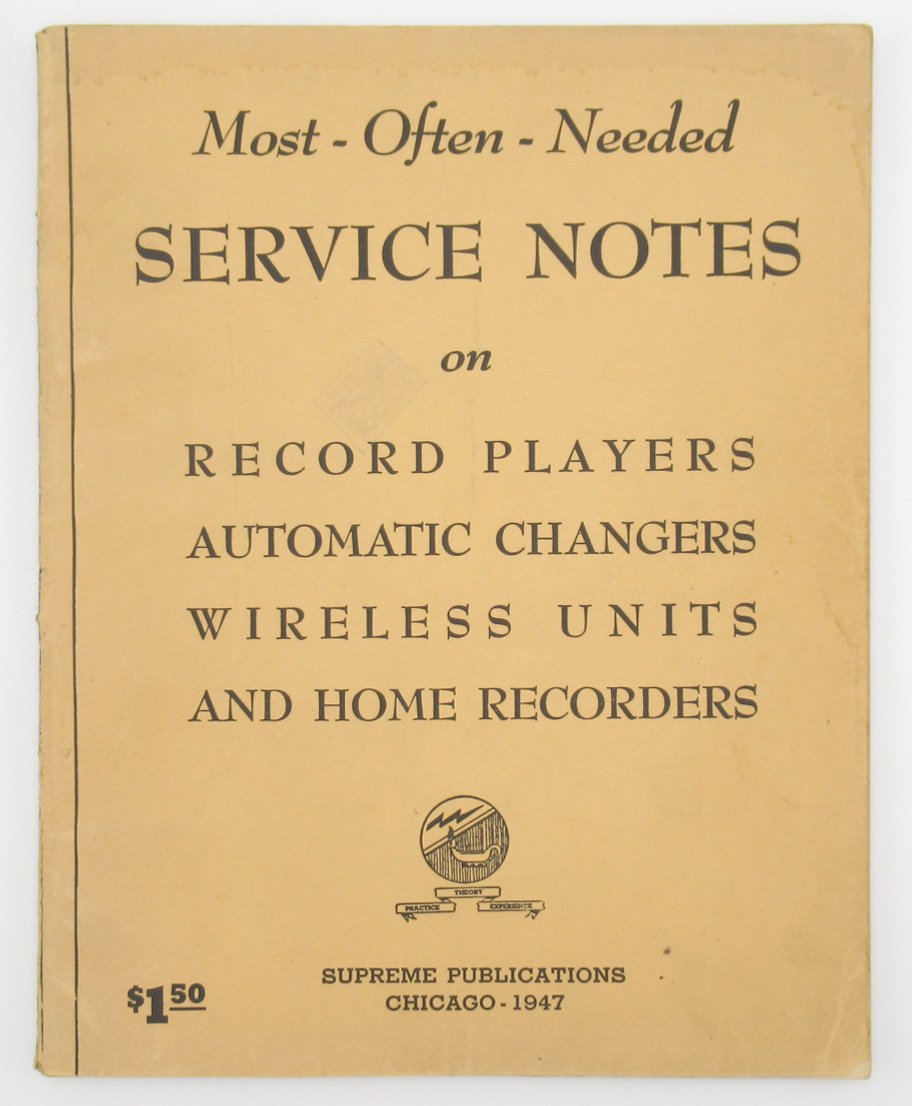 Most - Often - Needed
SERVICE NOTES
on
RECORD PLAYERS
AUTOMATIC CHANGERS
WIRELESS UNITS
AND HOME RECORDERS
THEORY
PRACTICE EXPERIENCE
SUPREME PUBLICATIONS
CHICAGO - 1947
$1.50